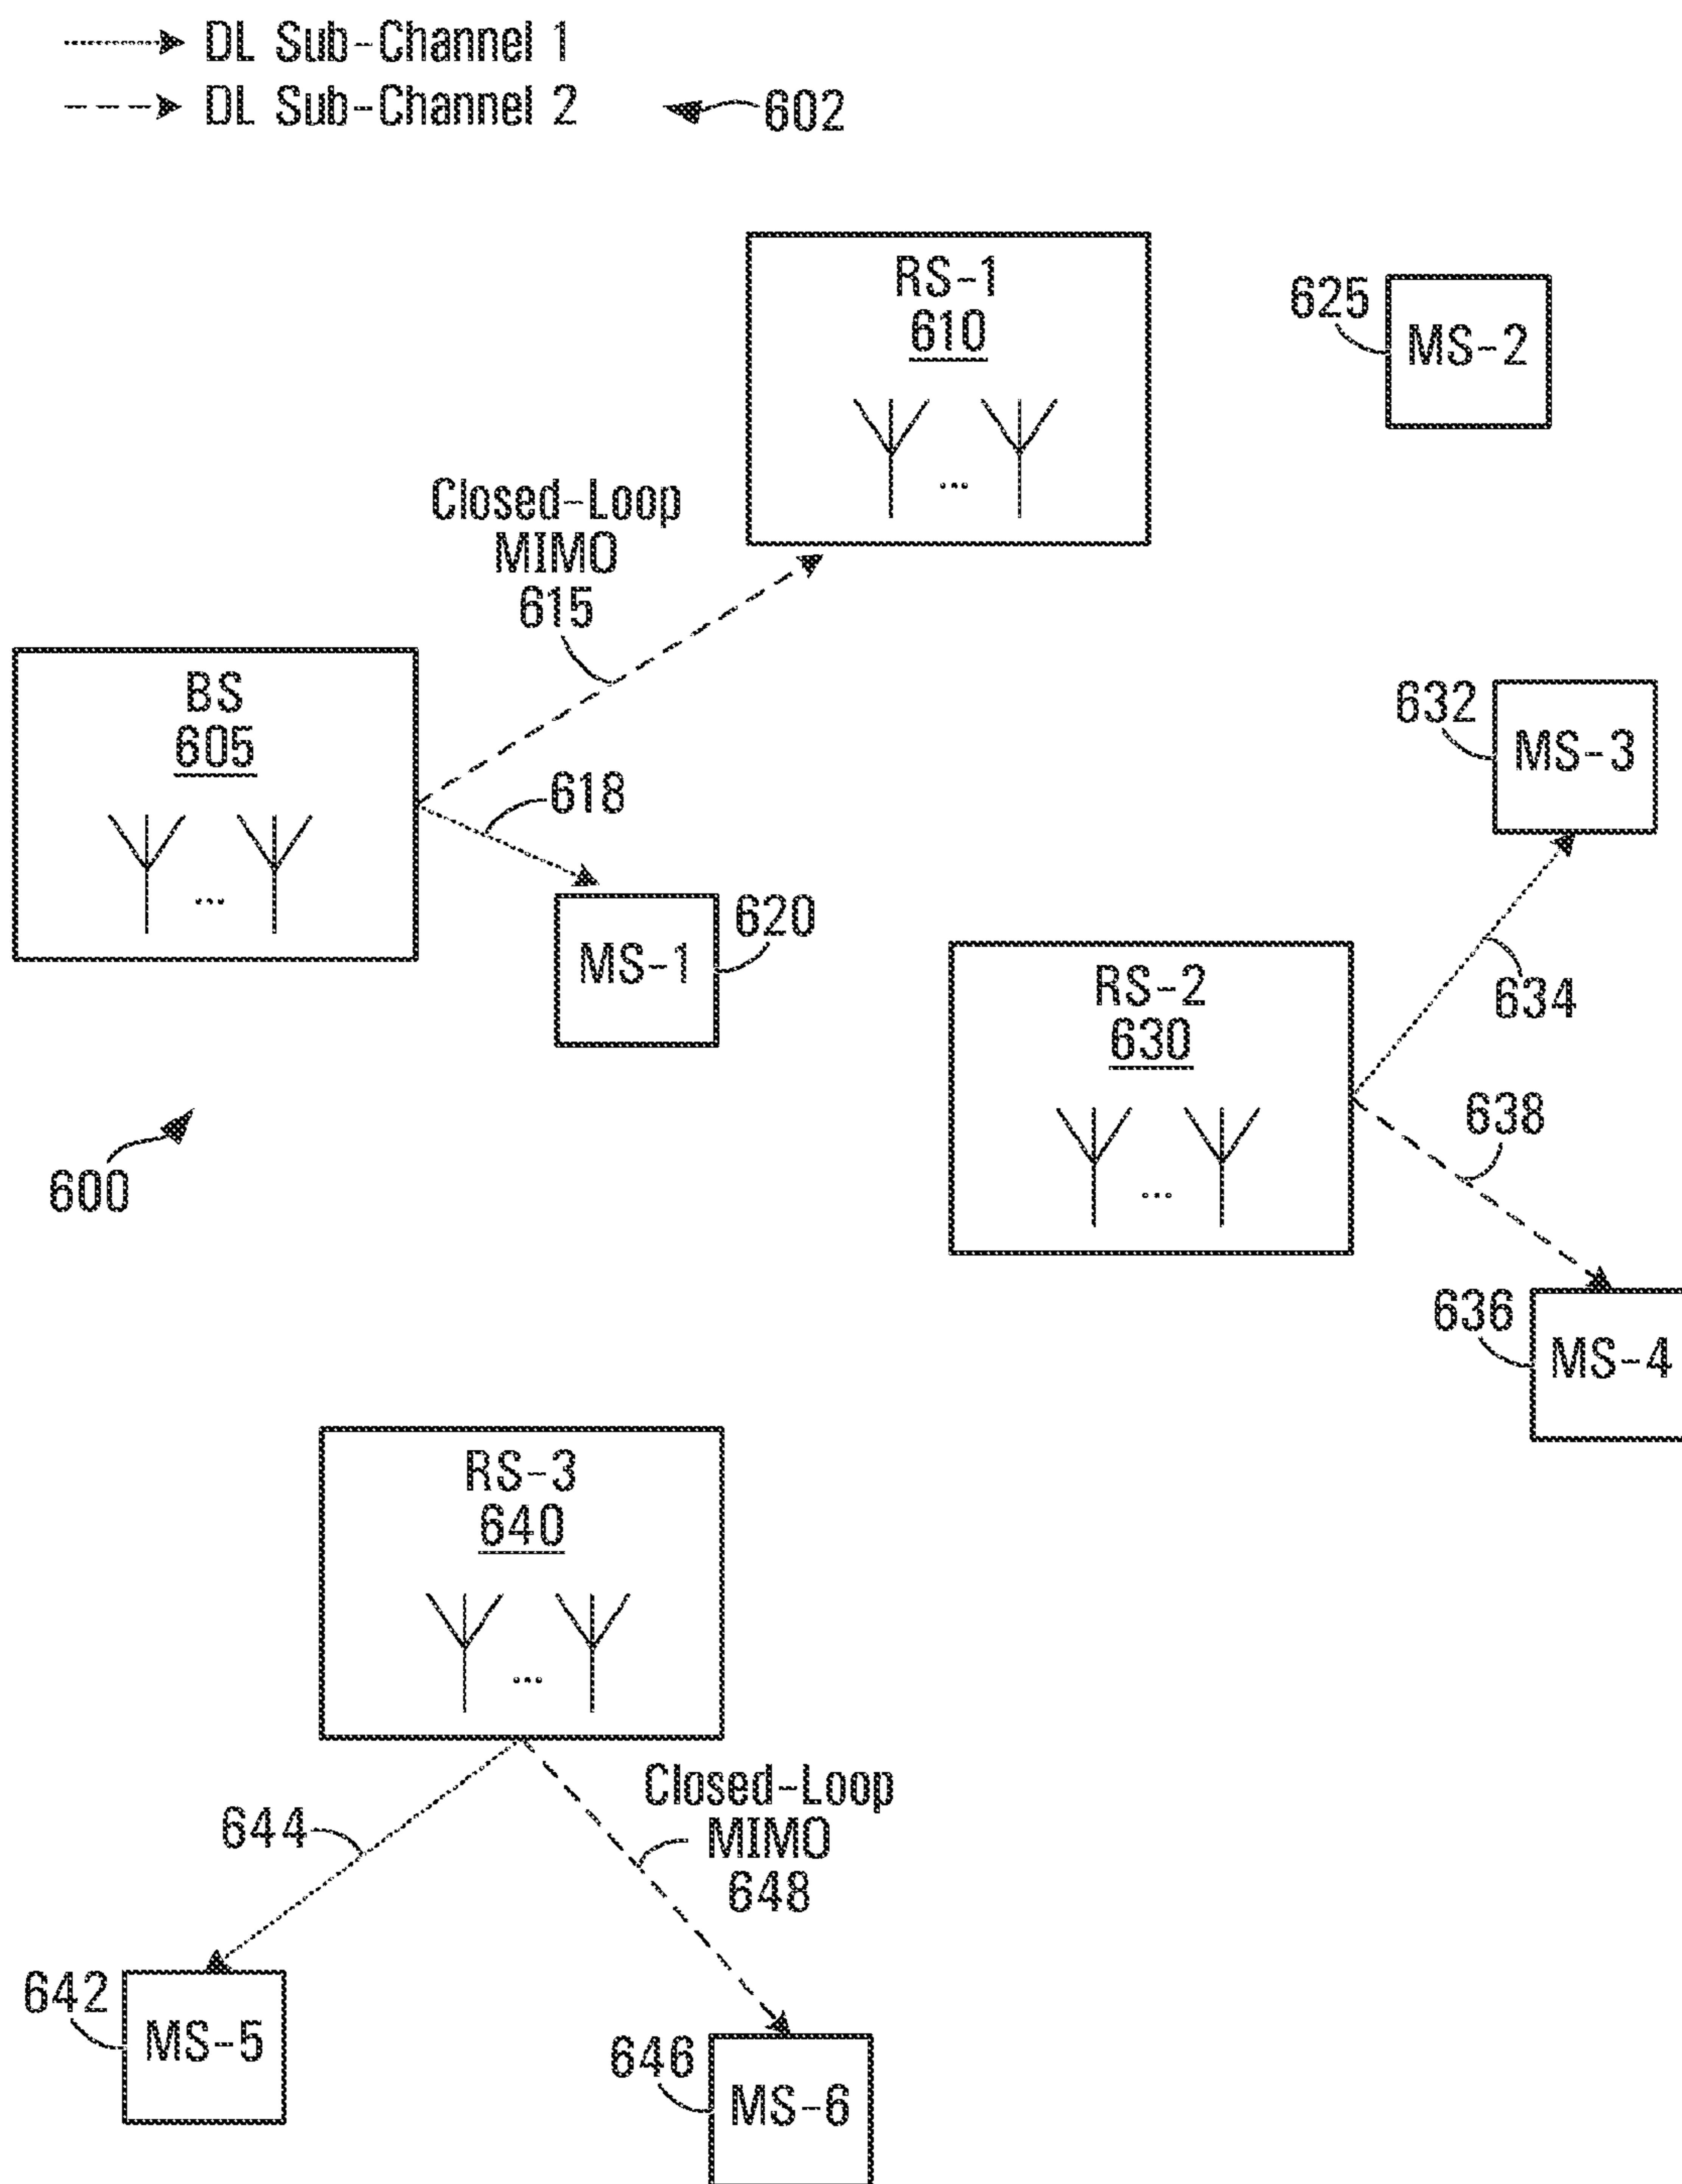 DL Sub-Channel 1
DL Sub-Channel 2
602
RS-1
610
...
625
MS-2
Closed-Loop
MIMO
615
BS
605
...
618
632
MS-3
620
MS-1
634
RS-2
630
...
638
600
636
MS-4
RS-3
640
...
644
Closed-Loop
MIMO
648
642
MS-5
646
MS-6